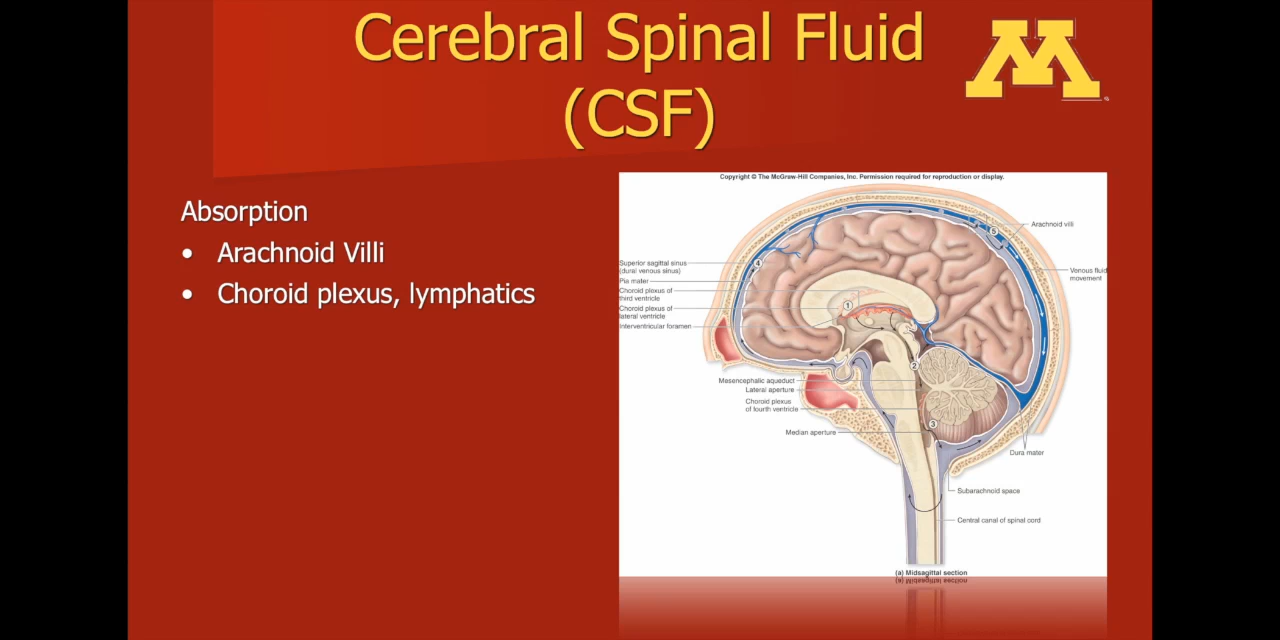 Cerebral Spinal Fluid
(CSF)
M
Absorption
• Arachnoid Villi
• Choroid plexus, lymphatics
Copyright © The McGraw-Hill Companies, Inc. Permission required for reproduction or display.
Arachnoid villi
5
4
Superior sagittal sinus
(dural venous sinus)
Venous fluid
movement
Pia mater
Choroid plexus of
third ventricle
1
Choroid plexus of
lateral ventricle
Interventricular foramen
2
Mesencephalic aqueduct
Lateral aperture
Choroid plexus
of fourth ventricle
3
Median aperture
Dura mater
Subarachnoid space
Central canal of spinal cord
(a) Midsagittal section